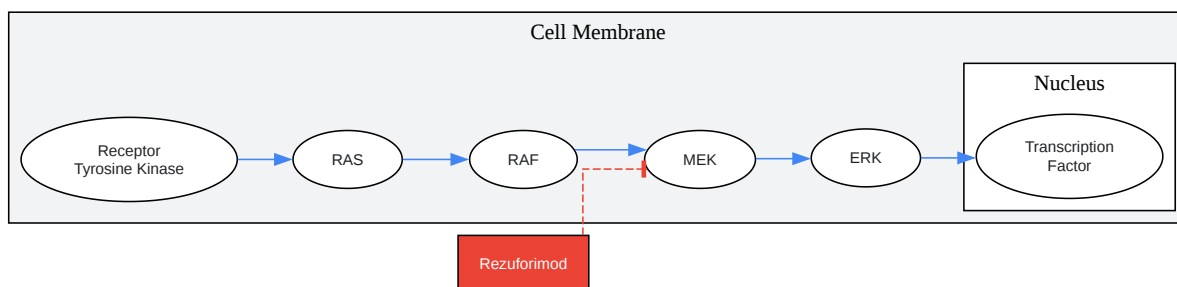 Cell Membrane
Nucleus
Receptor
Tyrosine Kinase
RAS
RAF
MEK
ERK
Transcription
Factor
Rezuforimod